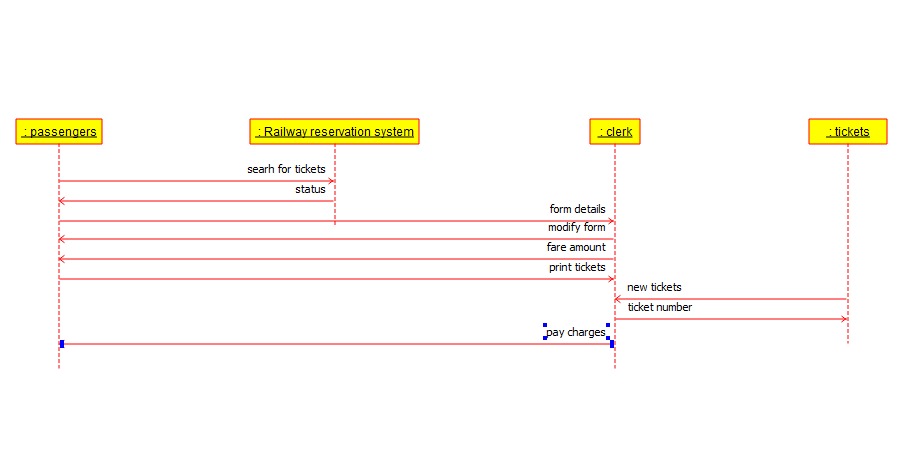 : passengers
: Railway reservation system
: clerk
: tickets
searh for tickets
status
form details
modify form
fare amount
print tickets
new tickets
ticket number
pay charges